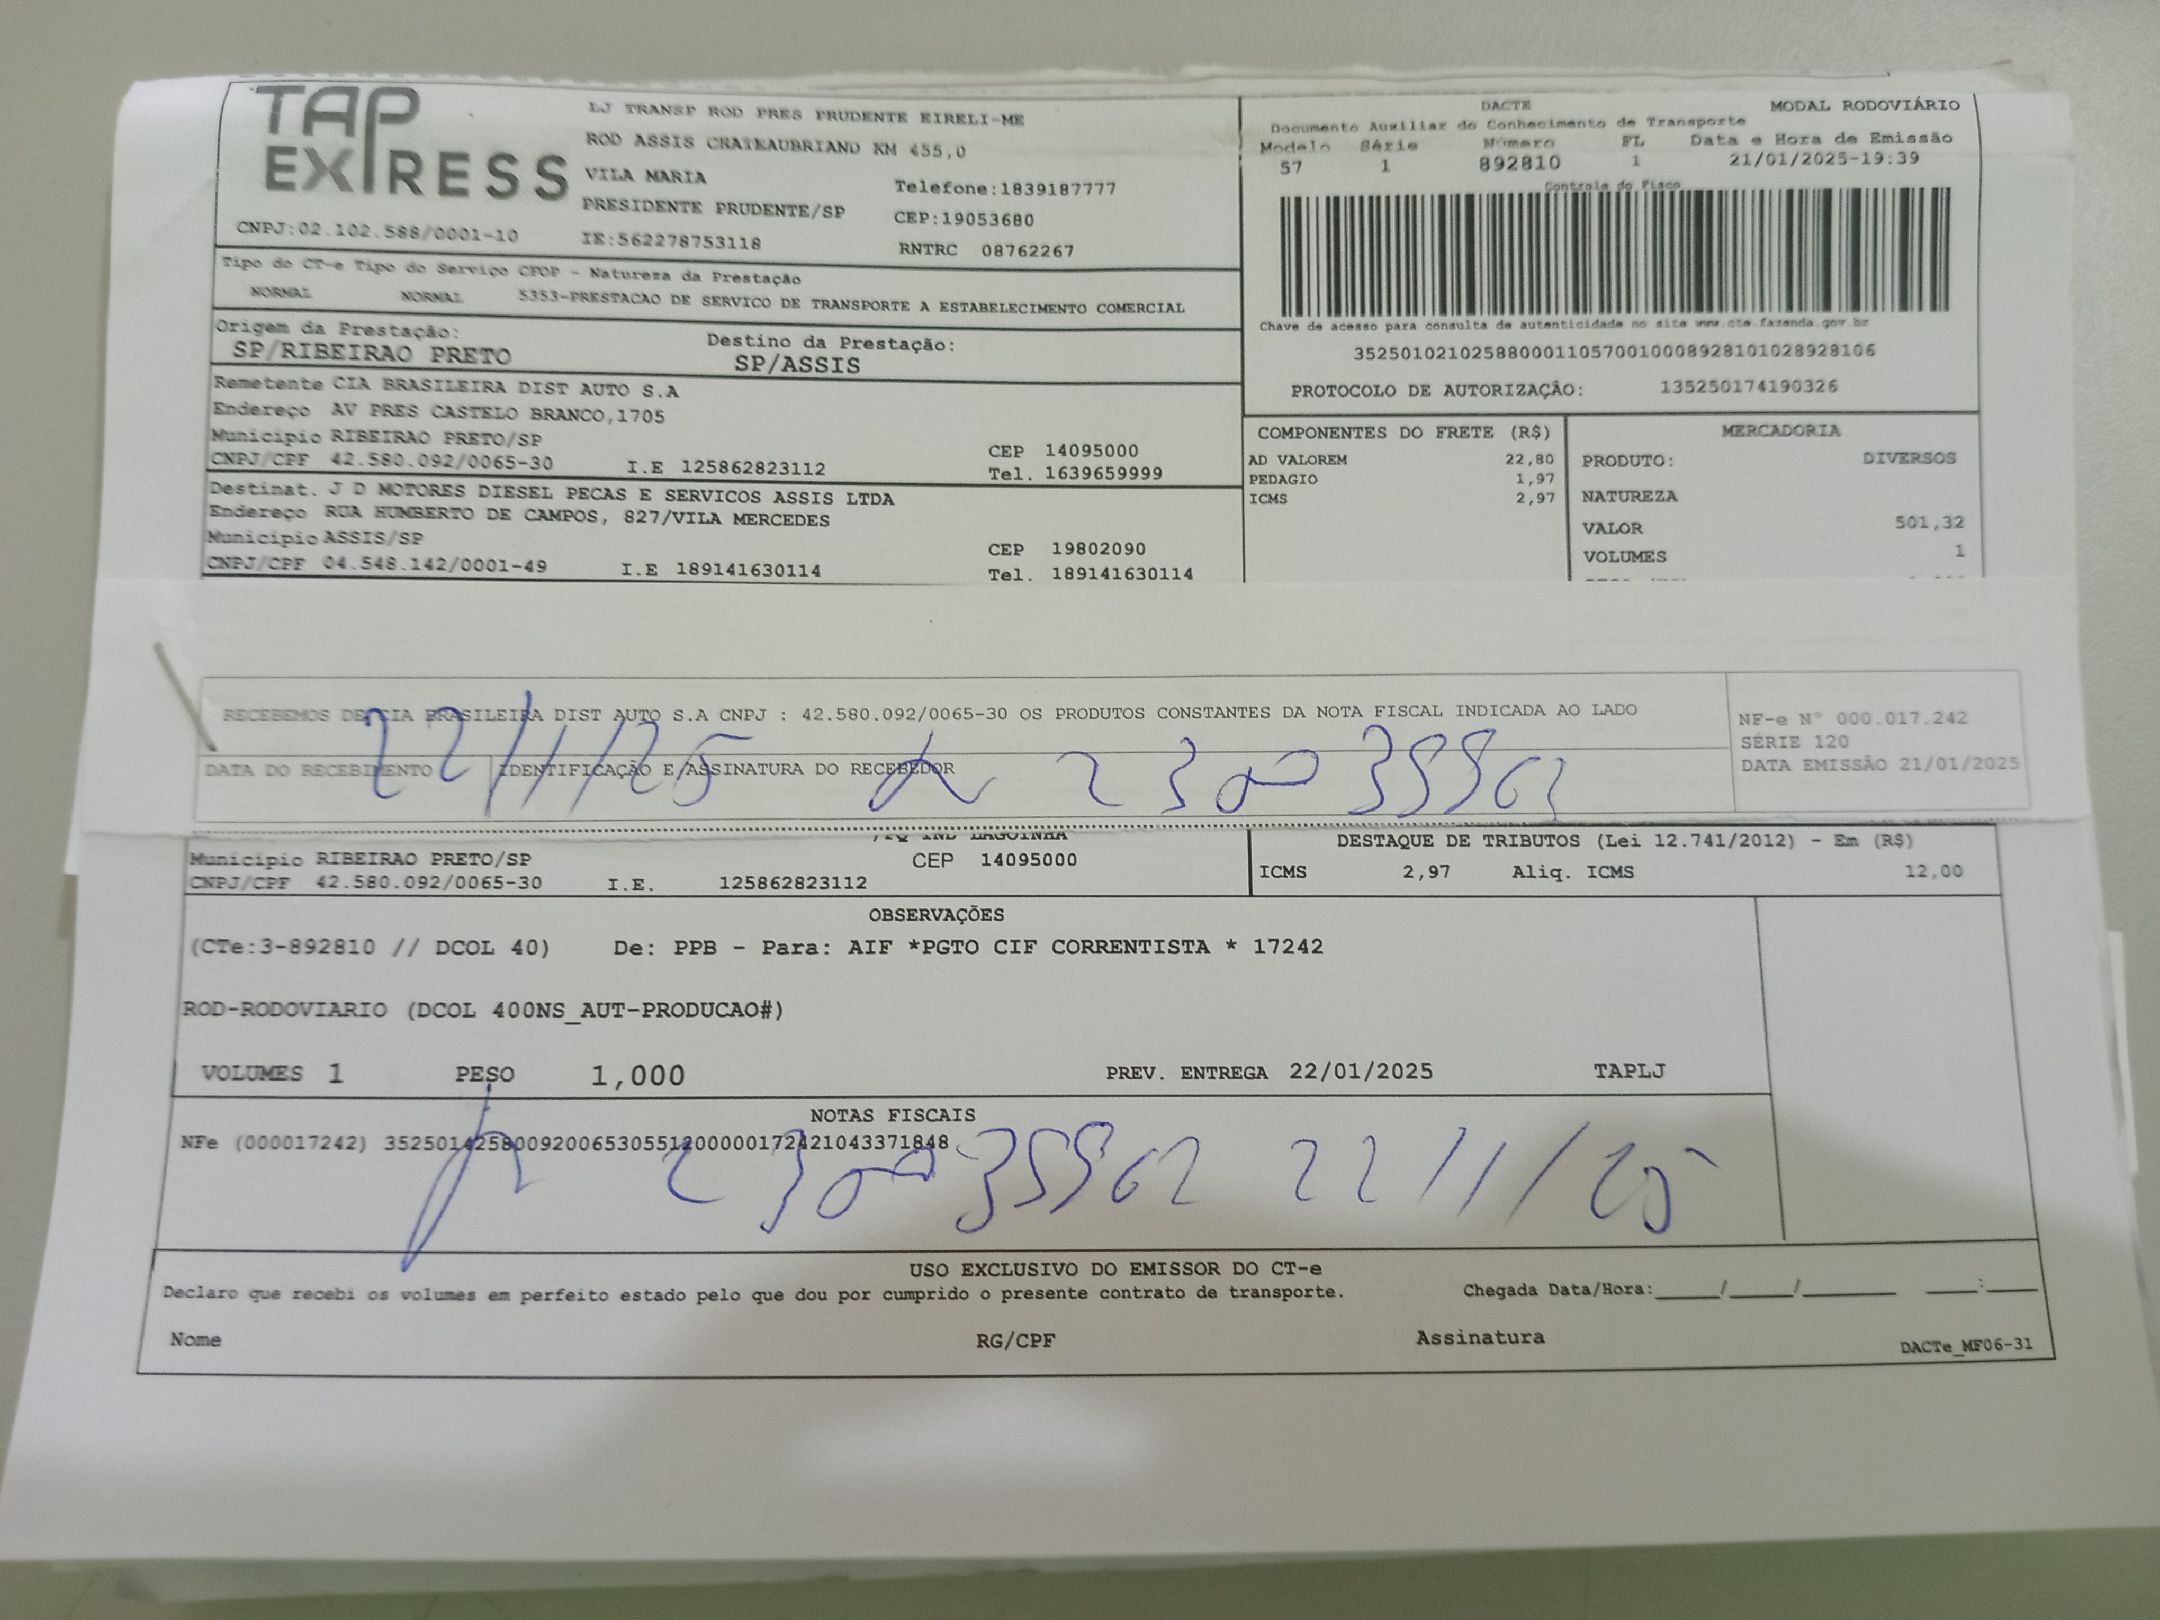 TAP
EXPRESS
LJ TRANSP ROD PRES PRUDENTE EIRELI-ME
ROD ASSIS CHATEAUBRIAND KM 455,0
VILA MARIA
Telefone:1839187777
PRESIDENTE PRUDENTE/SP
CEP:19053680
CNPJ:02.102.588/0001-10 IE:562278753118
RNTRC 08762267
DACTE MODAL RODOVIÁRIO
Documento Auxiliar do Conhecimento de Transporte
Modelo Série Número FL Data e Hora de Emissão
57 1 892810 1 21/01/2025-19:39
Controle do Fisco
Chave de acesso para consulta de autenticidade no site www.cte.fazenda.gov.br
35250102102588000110570010008928101028928106
PROTOCOLO DE AUTORIZAÇÃO: 135250174190326
Tipo do CT-e Tipo do Serviço CFOP - Natureza da Prestação
NORMAL NORMAL 5353-PRESTACAO DE SERVICO DE TRANSPORTE A ESTABELECIMENTO COMERCIAL
Origem da Prestação: Destino da Prestação:
SP/RIBEIRAO PRETO SP/ASSIS
Remetente CIA BRASILEIRA DIST AUTO S.A
Endereço AV PRES CASTELO BRANCO,1705
Município RIBEIRAO PRETO/SP CEP 14095000
CNPJ/CPF 42.580.092/0065-30 I.E 125862823112 Tel. 1639659999
Destinat. J D MOTORES DIESEL PECAS E SERVICOS ASSIS LTDA
Endereço RUA HUMBERTO DE CAMPOS, 827/VILA MERCEDES
Município ASSIS/SP CEP 19802090
CNPJ/CPF 04.548.142/0001-49 I.E 189141630114 Tel. 189141630114
COMPONENTES DO FRETE (R$)
AD VALOREM 22,80
PEDAGIO 1,97
ICMS 2,97
MERCADORIA
PRODUTO: DIVERSOS
NATUREZA
VALOR 501,32
VOLUMES 1
RECEBEMOS DE CIA BRASILEIRA DIST AUTO S.A CNPJ : 42.580.092/0065-30 OS PRODUTOS CONSTANTES DA NOTA FISCAL INDICADA AO LADO
NF-e Nº 000.017.242
SÉRIE 120
DATA EMISSÃO 21/01/2025
DATA DO RECEBIMENTO IDENTIFICAÇÃO E ASSINATURA DO RECEBEDOR
22/1/25
Município RIBEIRAO PRETO/SP CEP 14095000
CNPJ/CPF 42.580.092/0065-30 I.E. 125862823112
DESTAQUE DE TRIBUTOS (Lei 12.741/2012) - Em (R$)
ICMS 2,97 Aliq. ICMS 12,00
OBSERVAÇÕES
(CTe:3-892810 // DCOL 40) De: PPB - Para: AIF *PGTO CIF CORRENTISTA * 17242
ROD-RODOVIARIO (DCOL 400NS_AUT-PRODUCAO#)
VOLUMES 1 PESO 1,000 PREV. ENTREGA 22/01/2025 TAPLJ
NOTAS FISCAIS
NFe (000017242) 35250142580092006530551200000172421043371848
22/1/25
USO EXCLUSIVO DO EMISSOR DO CT-e
Declaro que recebi os volumes em perfeito estado pelo que dou por cumprido o presente contrato de transporte. Chegada Data/Hora:_____/_____/________ ____:____
Nome RG/CPF Assinatura
DACTe_MF06-31